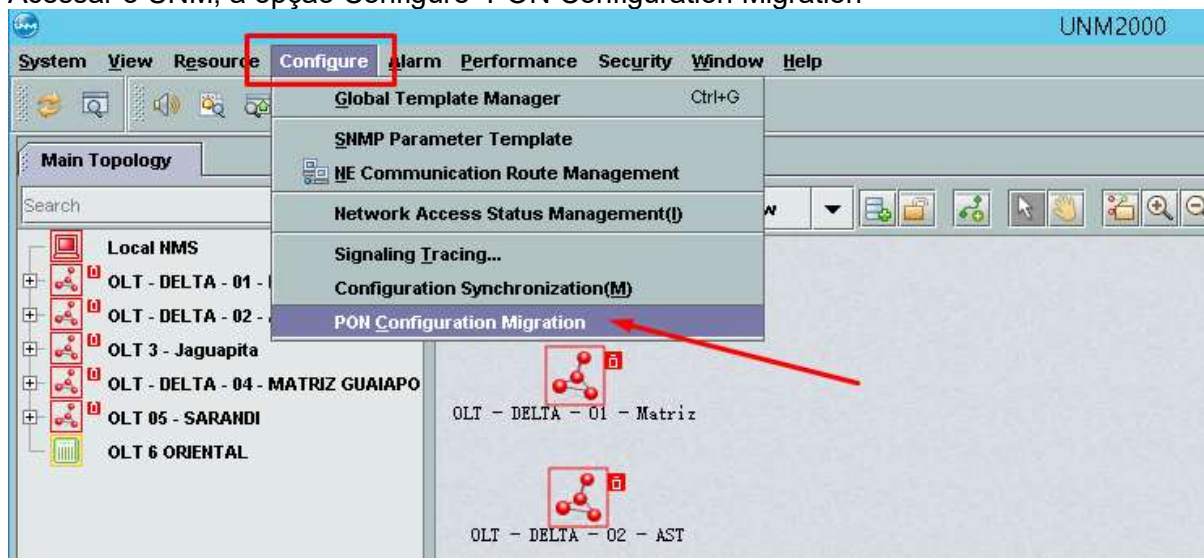 Acessar o UNM, a opção Configure
PON Configuration Migration
UNM2000
System View Resource Configure Alarm Performance Security Window Help
Global Template Manager Ctrl+G
SNMP Parameter Template
Main Topology
NE Communication Route Management
Search
Network Access Status Management(I)
w
Local NMS
Signaling Tracing...
OLT - DELTA - 01 -
Configuration Synchronization(M)
OLT - DELTA - 02 -
PON Configuration Migration
OLT 3 - Jaguapita
OLT - DELTA - 04 - MATRIZ GUAIAPO
OLT - DELTA - 01 - Matriz
OLT 05 - SARANDI
OLT 6 ORIENTAL
OLT - DELTA - 02 - AST